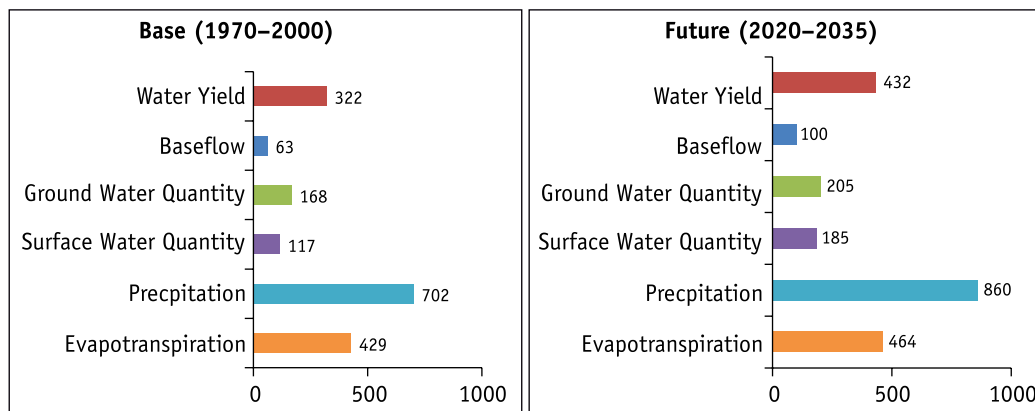 Base (1970–2000)
Water Yield 322
Baseflow 63
Ground Water Quantity 168
Surface Water Quantity 117
Precpitation 702
Evapotranspiration 429
0 500 1000
Future (2020–2035)
Water Yield 432
Baseflow 100
Ground Water Quantity 205
Surface Water Quantity 185
Precpitation 860
Evapotranspiration 464
0 500 1000